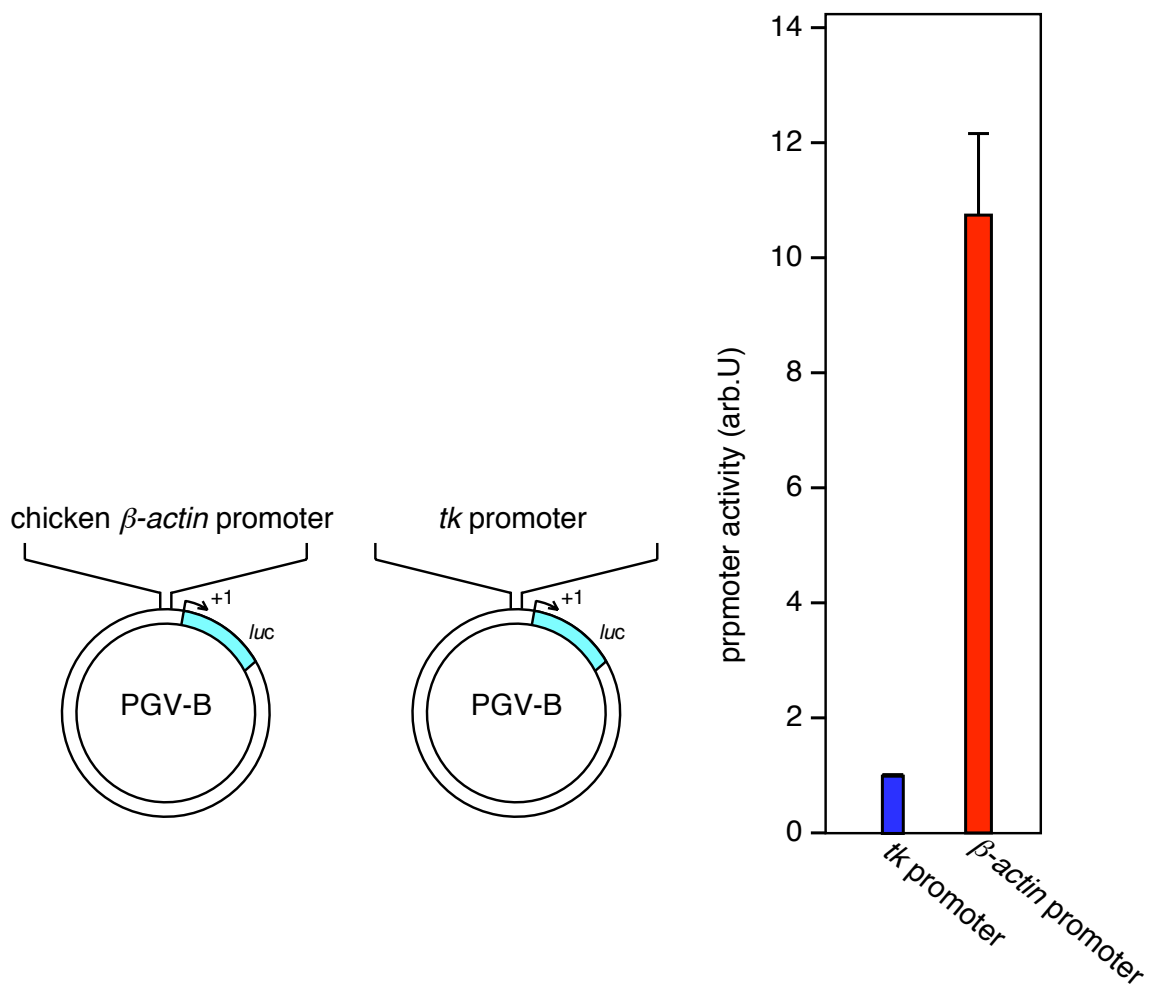 chicken β-actin promoter
tk promoter
+1
luc
PGV-B
+1
luc
PGV-B
prpmoter activity (arb.U)
14
12
10
8
6
4
2
0
tk promoter
β-actin promoter